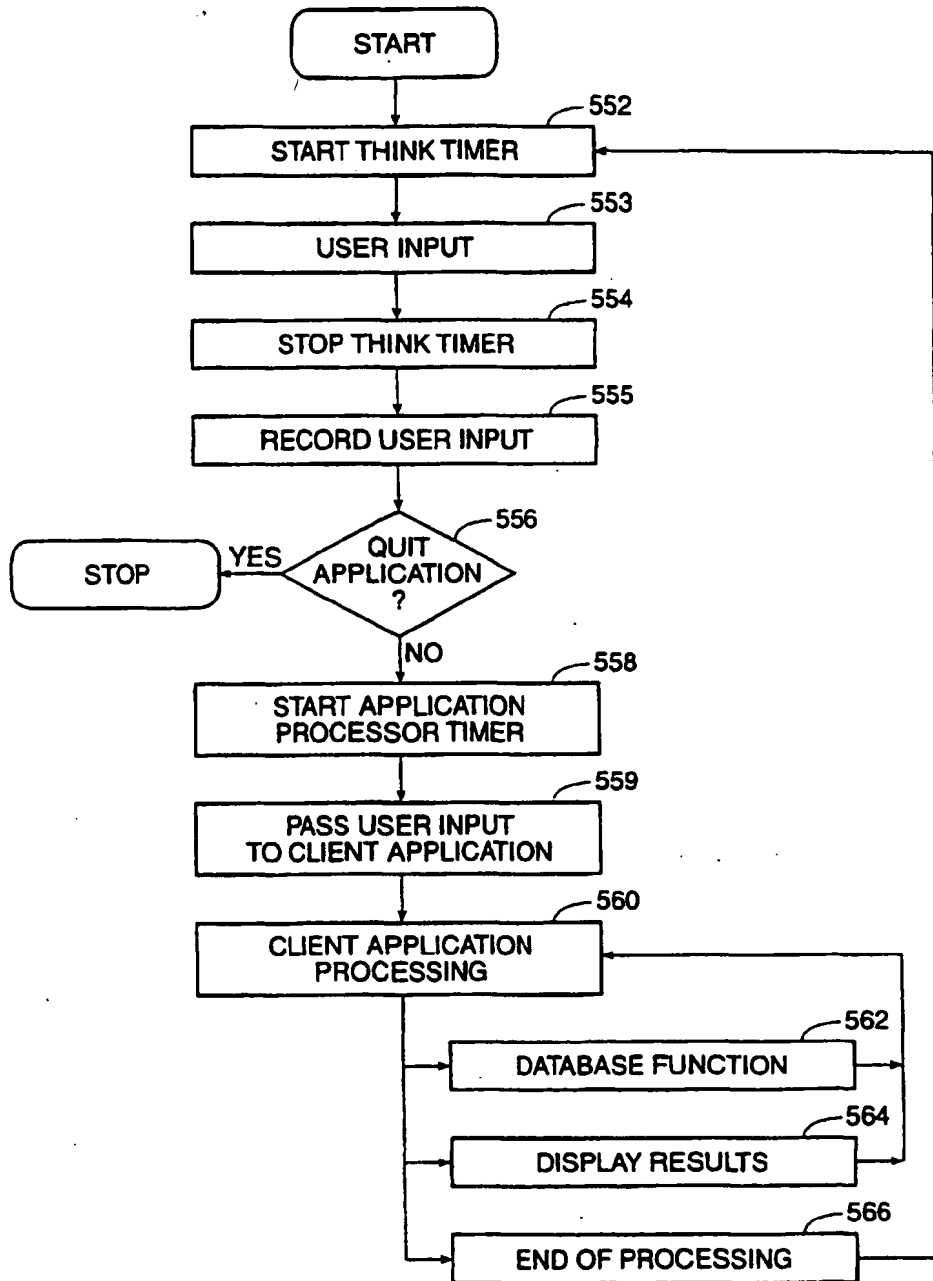 START
552
START THINK TIMER
553
USER INPUT
554
STOP THINK TIMER
555
RECORD USER INPUT
556
QUIT
APPLICATION
?
YES
STOP
NO
558
START APPLICATION
PROCESSOR TIMER
559
PASS USER INPUT
TO CLIENT APPLICATION
560
CLIENT APPLICATION
PROCESSING
562
DATABASE FUNCTION
564
DISPLAY RESULTS
566
END OF PROCESSING